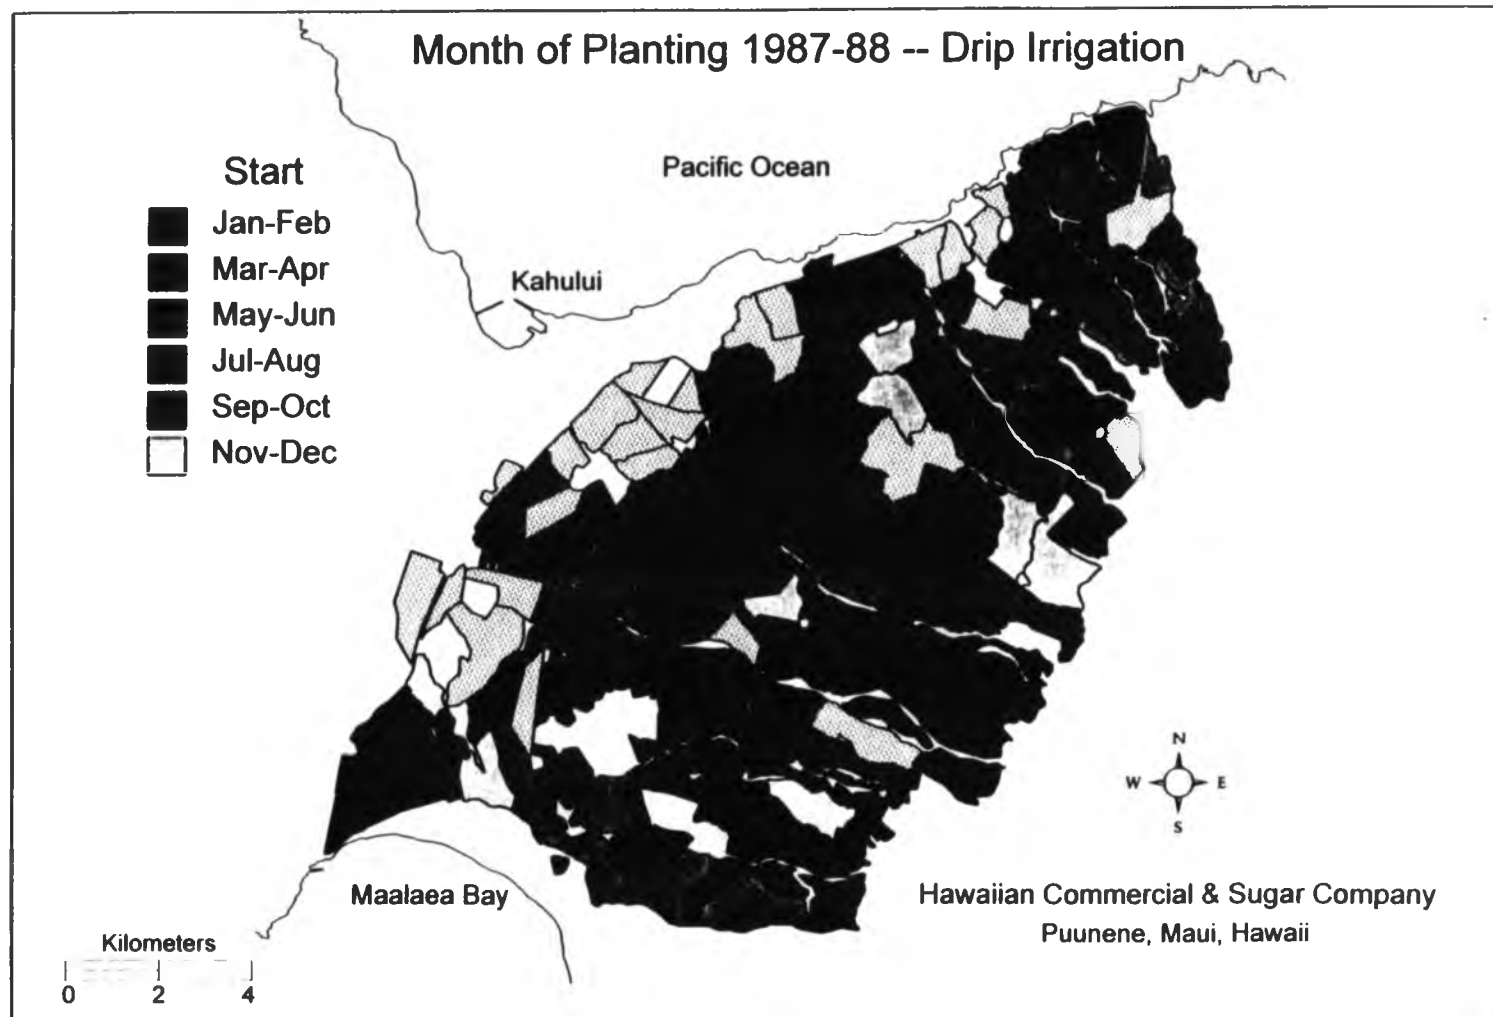 Month of Planting 1987-88 -- Drip Irrigation
Pacific Ocean
Start
Jan-Feb
Mar-Apr
May-Jun
Jul-Aug
Sep-Oct
Nov-Dec
Kahului
N
W E
S
Maalaea Bay
Hawaiian Commercial & Sugar Company
Puunene, Maui, Hawaii
Kilometers
0 2 4